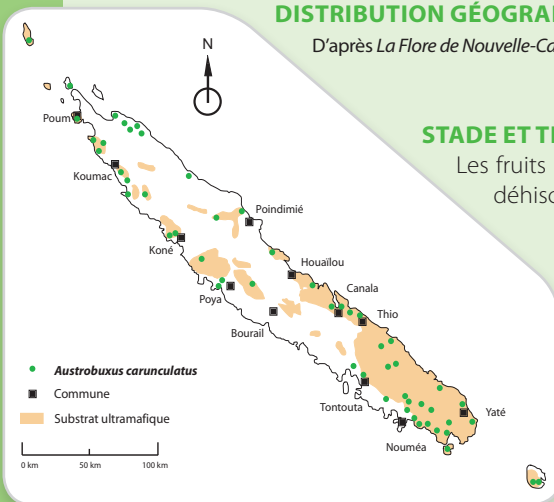 DISTRIBUTION GÉOGRA
D'après La Flore de Nouvelle-Ca
STADE ET T
Les fruits
déhisc
N
Poum
Koumac
Poindimié
Koné
Houaïlou
Canala
Poya
Thio
Bourail
Tontouta
Yaté
Nouméa
Austrobuxus carunculatus
Commune
Substrat ultramafique
0 km 50 km 100 km